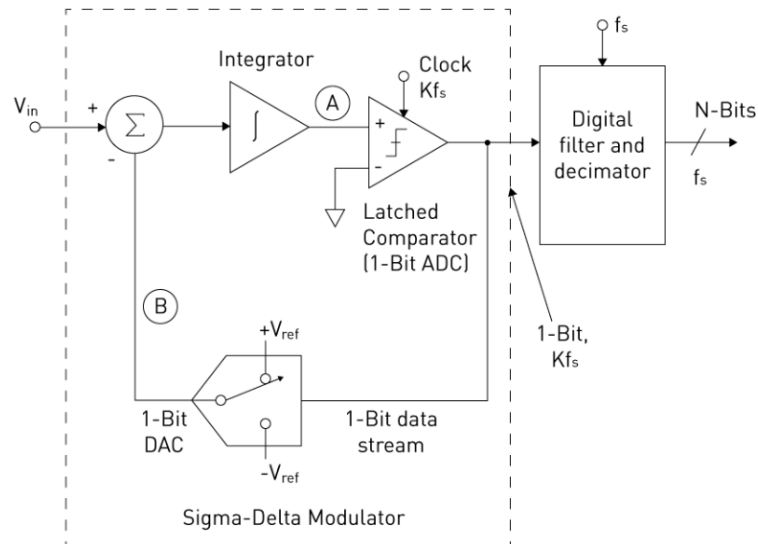 fs
Integrator
Clock
Kfs
A
Vin
+
Σ
-
∫
+
-
Digital
filter and
decimator
N-Bits
fs
Latched
Comparator
(1-Bit ADC)
B
+Vref
1-Bit,
Kfs
1-Bit
DAC
1-Bit data
stream
-Vref
Sigma-Delta Modulator